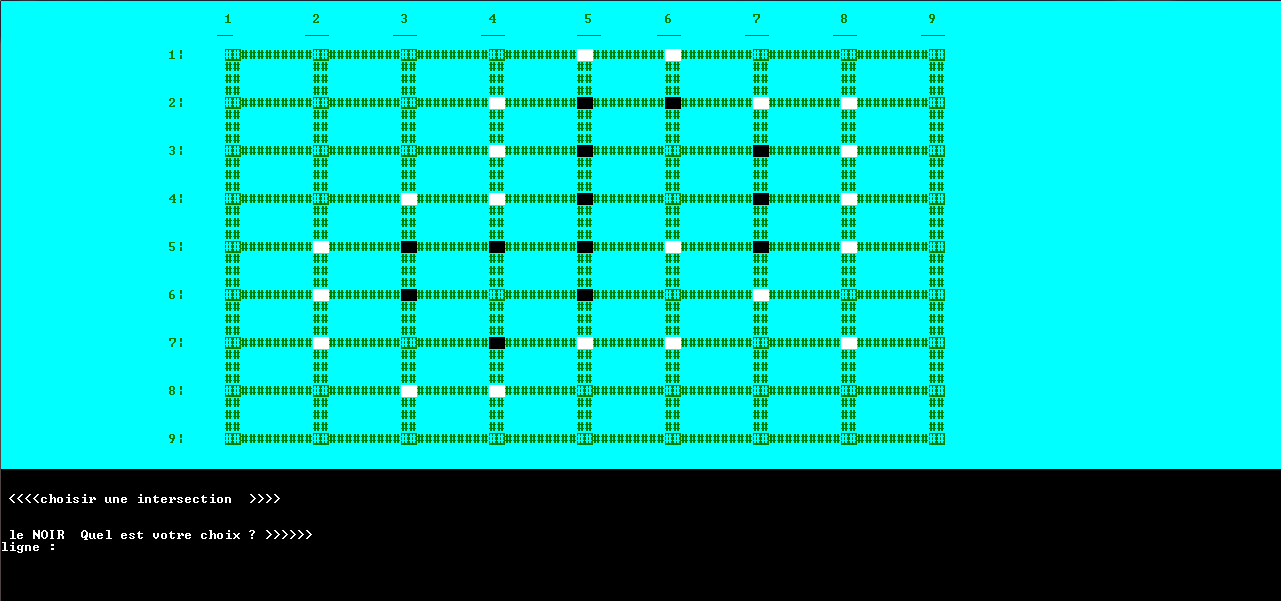 1 2 3 4 5 6 7 8 9
1¦
2¦
3¦
4¦
5¦
6¦
7¦
8¦
9¦
<<<<choisir une intersection >>>>
le NOIR Quel est votre choix ? >>>>>>
ligne :